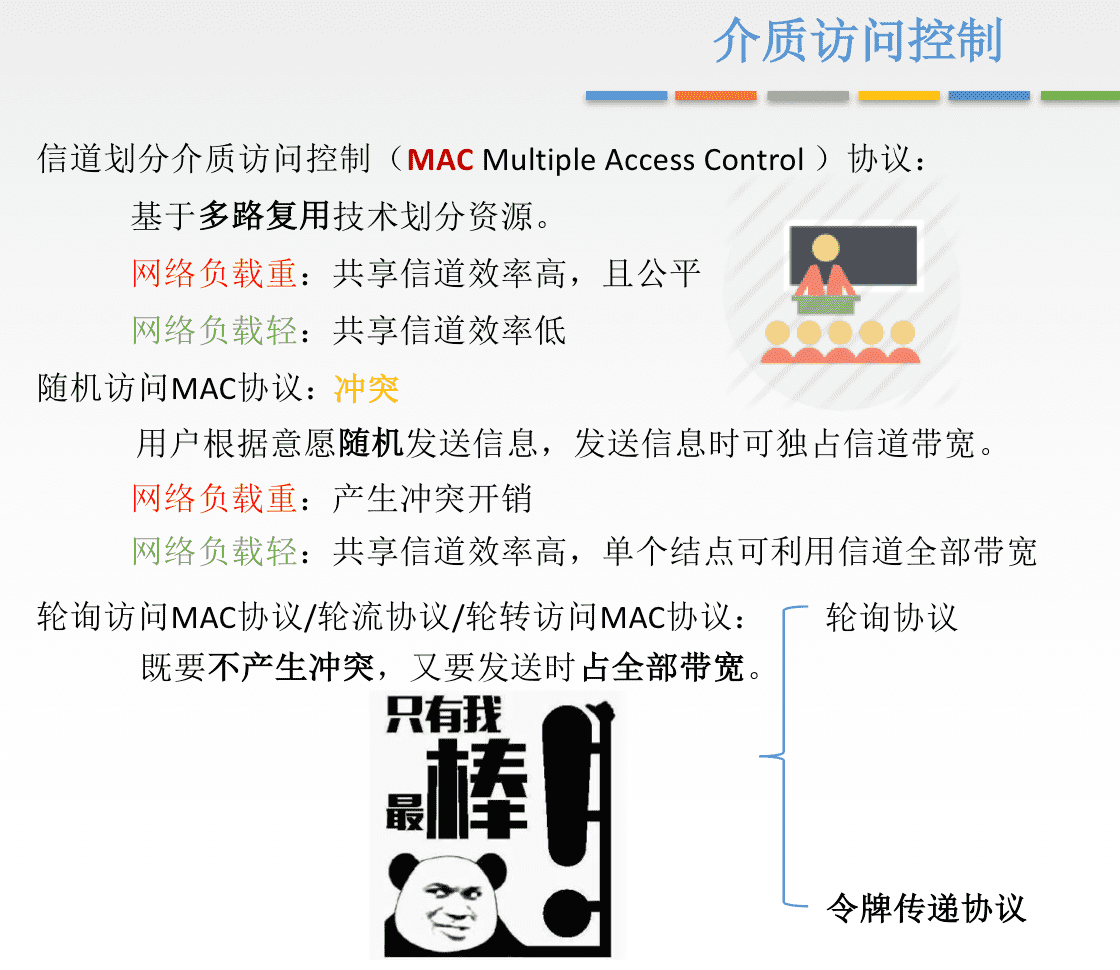 介质访问控制
信道划分介质访问控制（MAC Multiple Access Control ）协议：
基于多路复用技术划分资源。
网络负载重：共享信道效率高，且公平
网络负载轻：共享信道效率低
随机访问MAC协议：冲突
用户根据意愿随机发送信息，发送信息时可独占信道带宽。
网络负载重：产生冲突开销
网络负载轻：共享信道效率高，单个结点可利用信道全部带宽
轮询访问MAC协议/轮流协议/轮转访问MAC协议：
既要不产生冲突，又要发送时占全部带宽。
轮询协议
令牌传递协议
只有我
最棒！